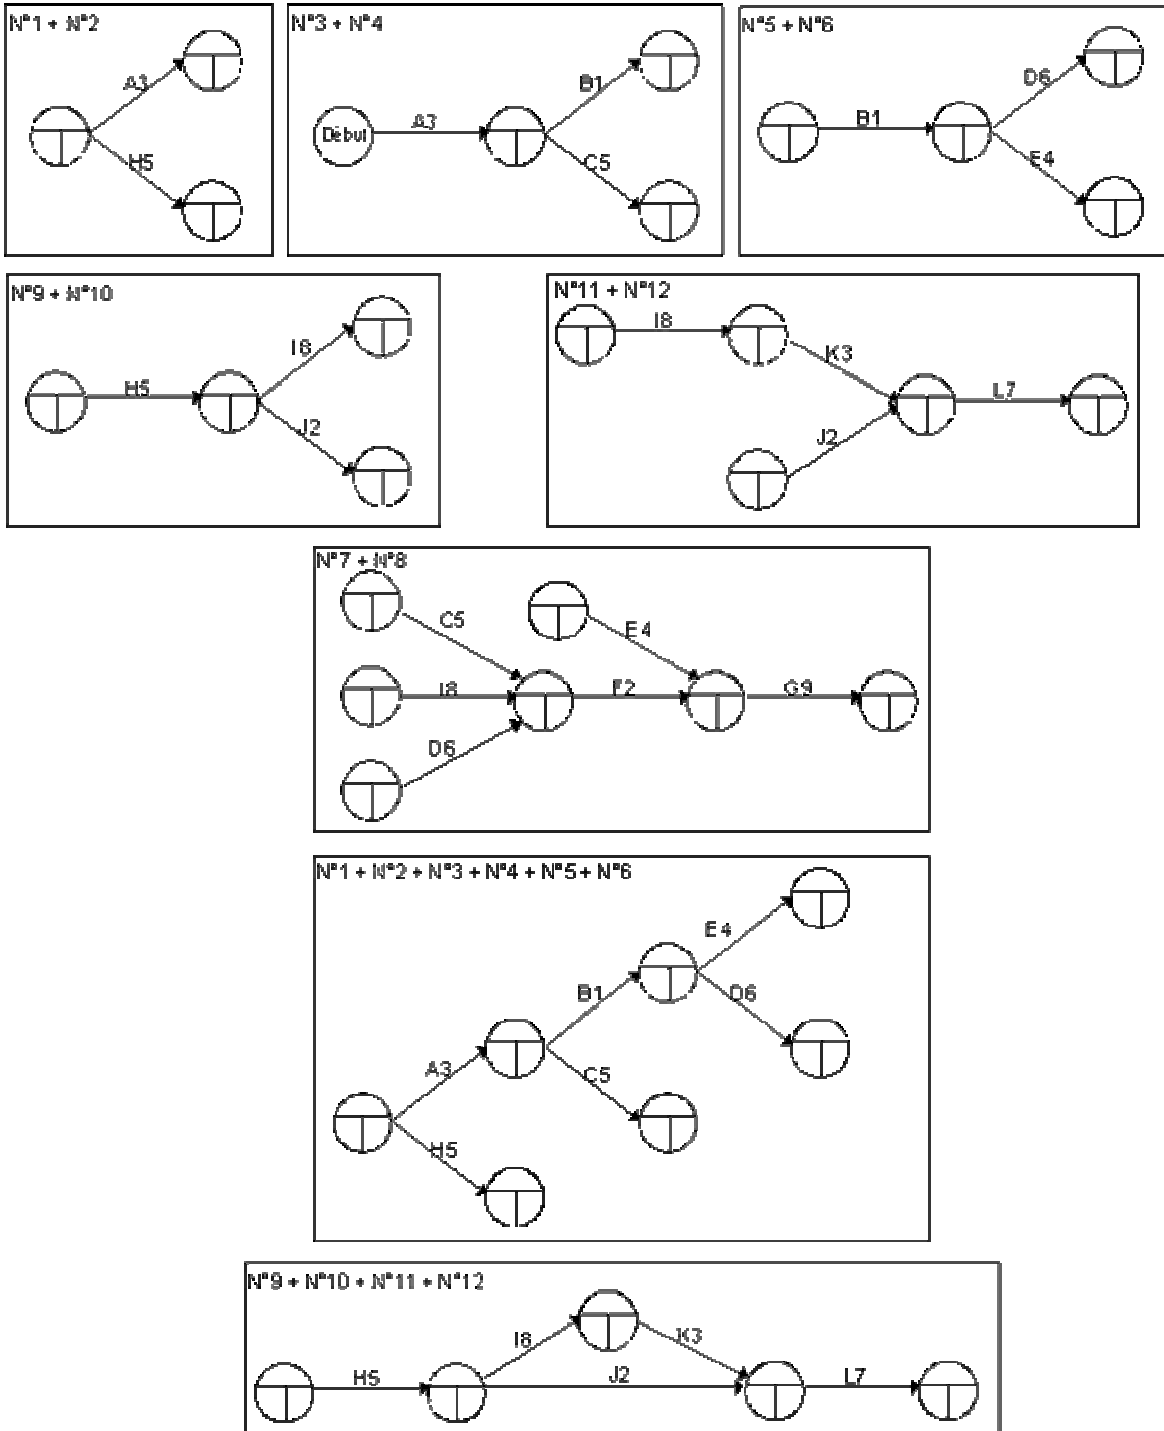 N°1 + N°2
A3
H5
N°3 + N°4
Début
A3
B1
C5
N°5 + N°6
B1
D6
E4
N°9 + N°10
H5
I8
J2
N°11 + N°12
I8
K3
J2
L7
N°7 + N°8
C5
E4
I8
F2
G9
D6
N°1 + N°2 + N°3 + N°4 + N°5 + N°6
E4
B1
D6
A3
C5
H5
N°9 + N°10 + N°11 + N°12
I8
K3
H5
J2
L7